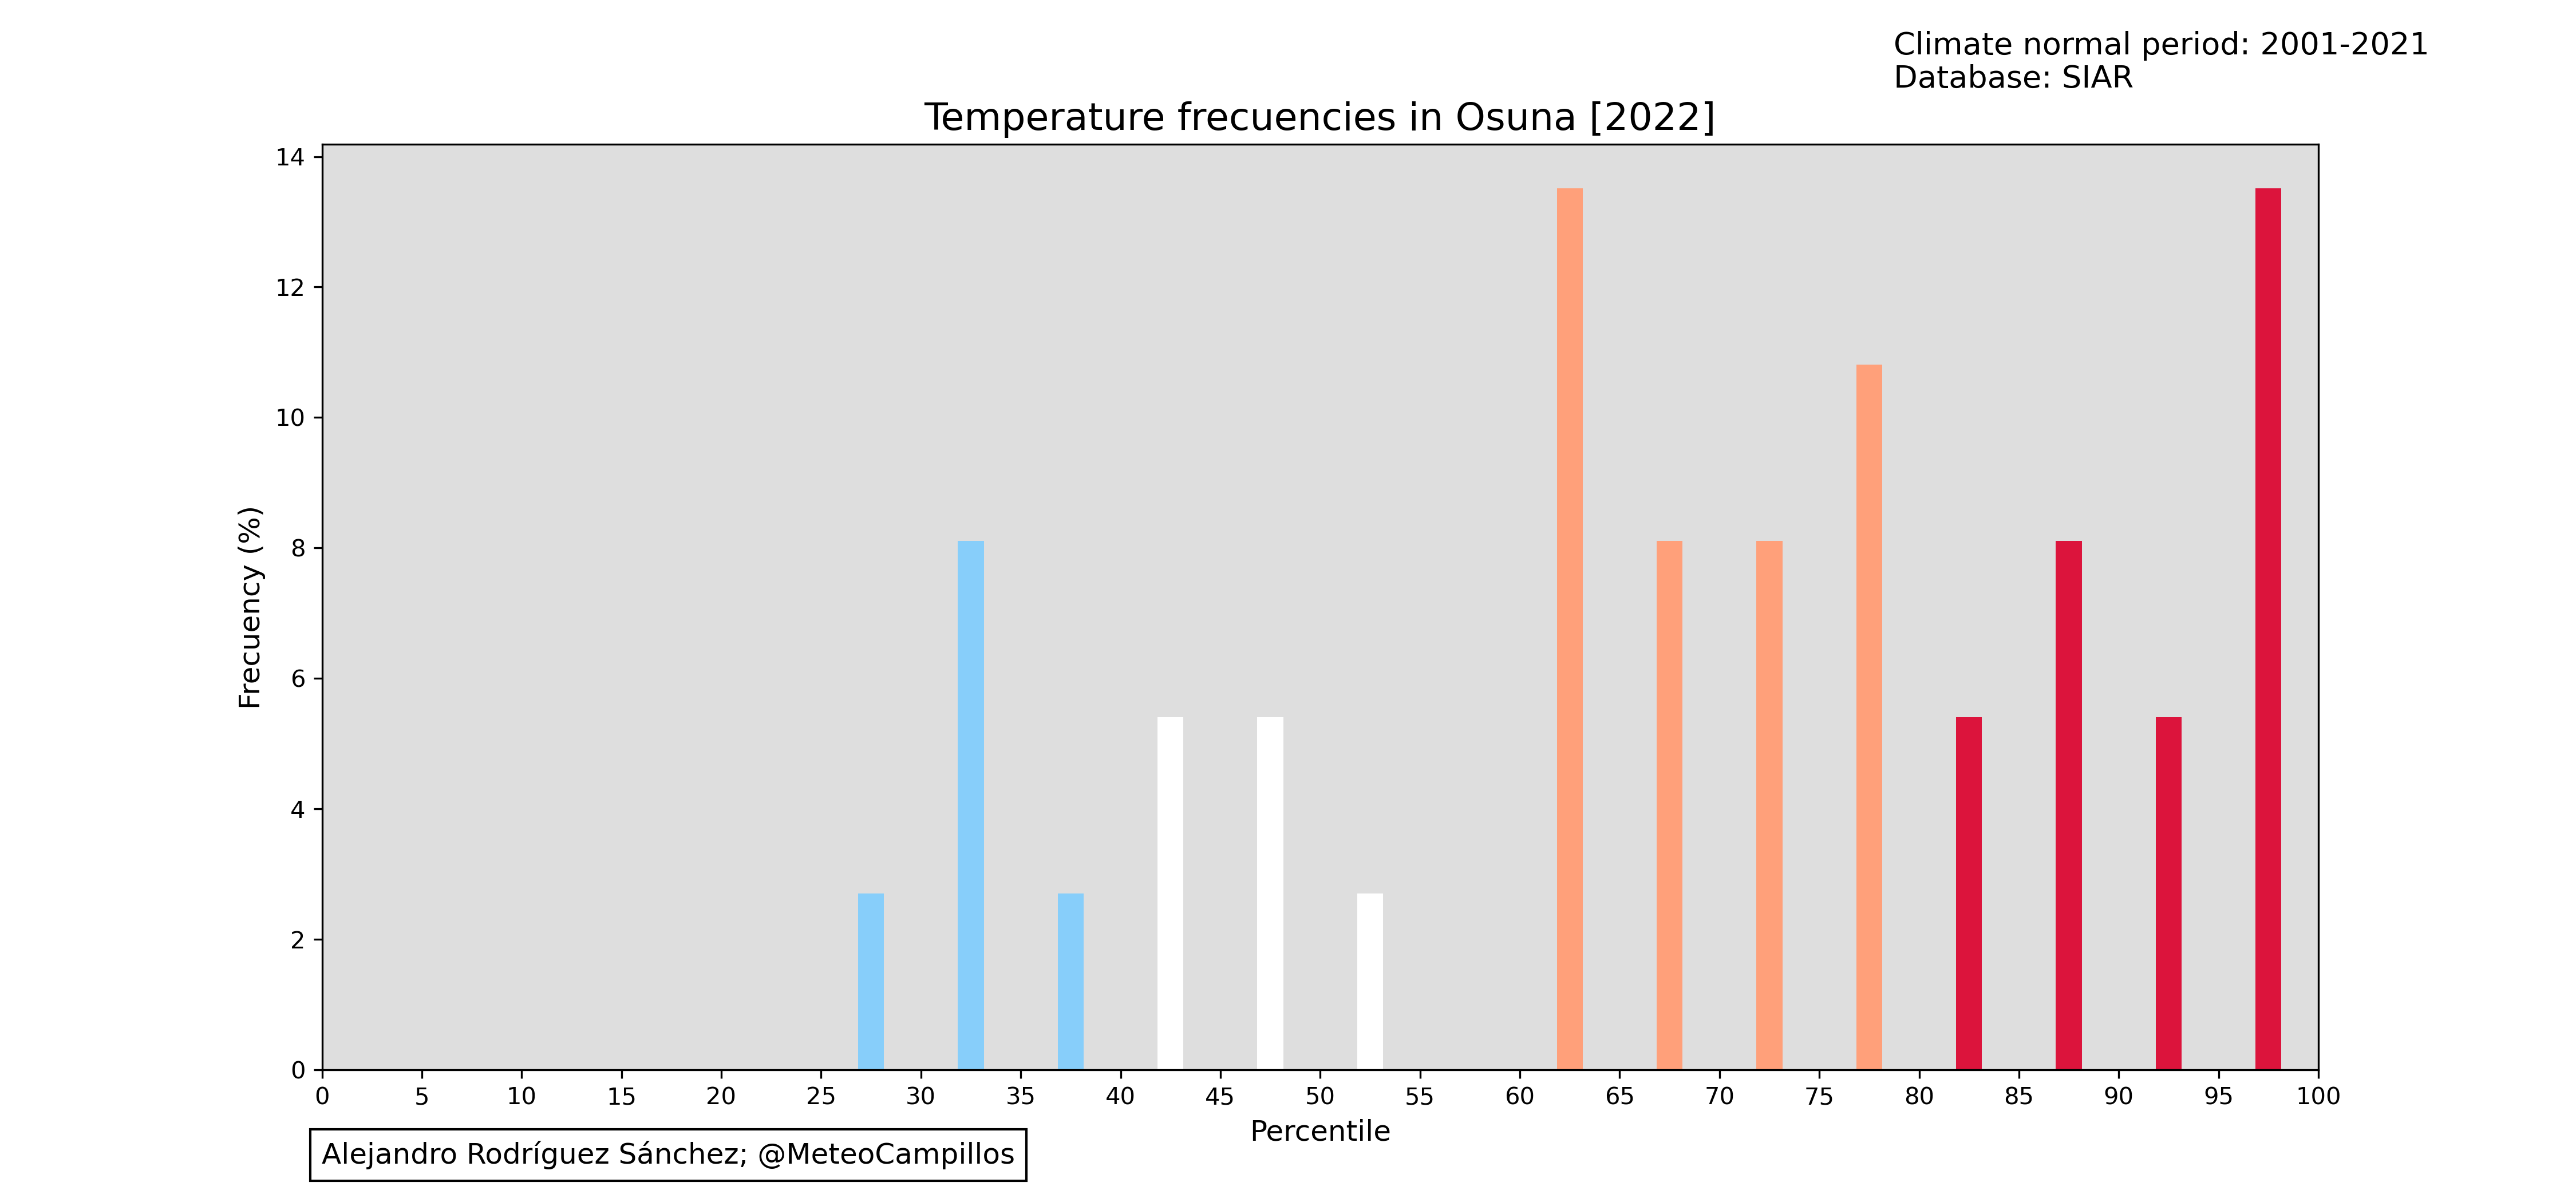 Climate normal period: 2001-2021
Database: SIAR
Temperature frecuencies in Osuna [2022]
14
12
10
8
6
4
2
0
Frecuency (%)
0 5 10 15 20 25 30 35 40 45 50 55 60 65 70 75 80 85 90 95 100
Percentile
Alejandro Rodríguez Sánchez; @MeteoCampillos